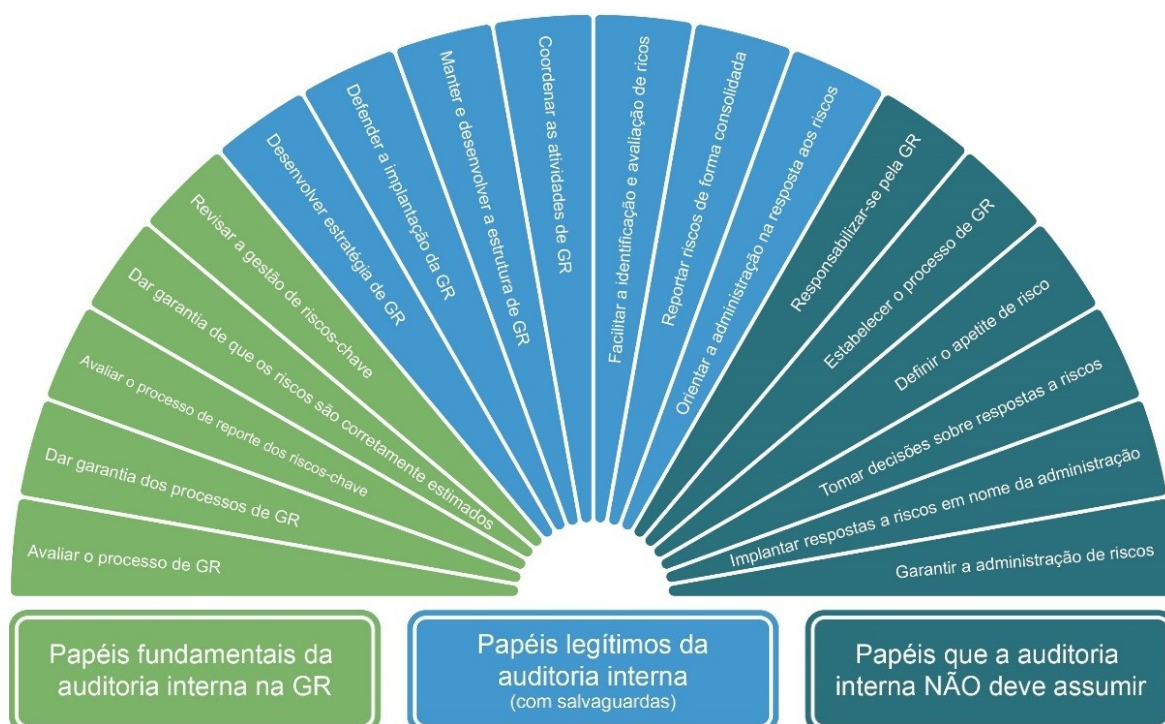 Avaliar o processo de GR
Dar garantia dos processos de GR
Avaliar o processo de reporte dos riscos-chave
Dar garantia de que os riscos são corretamente estimados
Revisar a gestão de riscos-chave
Desenvolver estratégia de GR
Defender a implantação da GR
Manter e desenvolver a estrutura de GR
Coordenar as atividades de GR
Facilitar a identificação e avaliação de ricos
Reportar riscos de forma consolidada
Orientar a administração na resposta aos riscos
Responsabilizar-se pela GR
Estabelecer o processo de GR
Definir o apetite de risco
Tomar decisões sobre respostas a riscos
Implantar respostas a riscos em nome da administração
Garantir a administração de riscos
Papéis fundamentais da
auditoria interna na GR
Papéis legítimos da
auditoria interna
(com salvaguardas)
Papéis que a auditoria
interna NÃO deve assumir